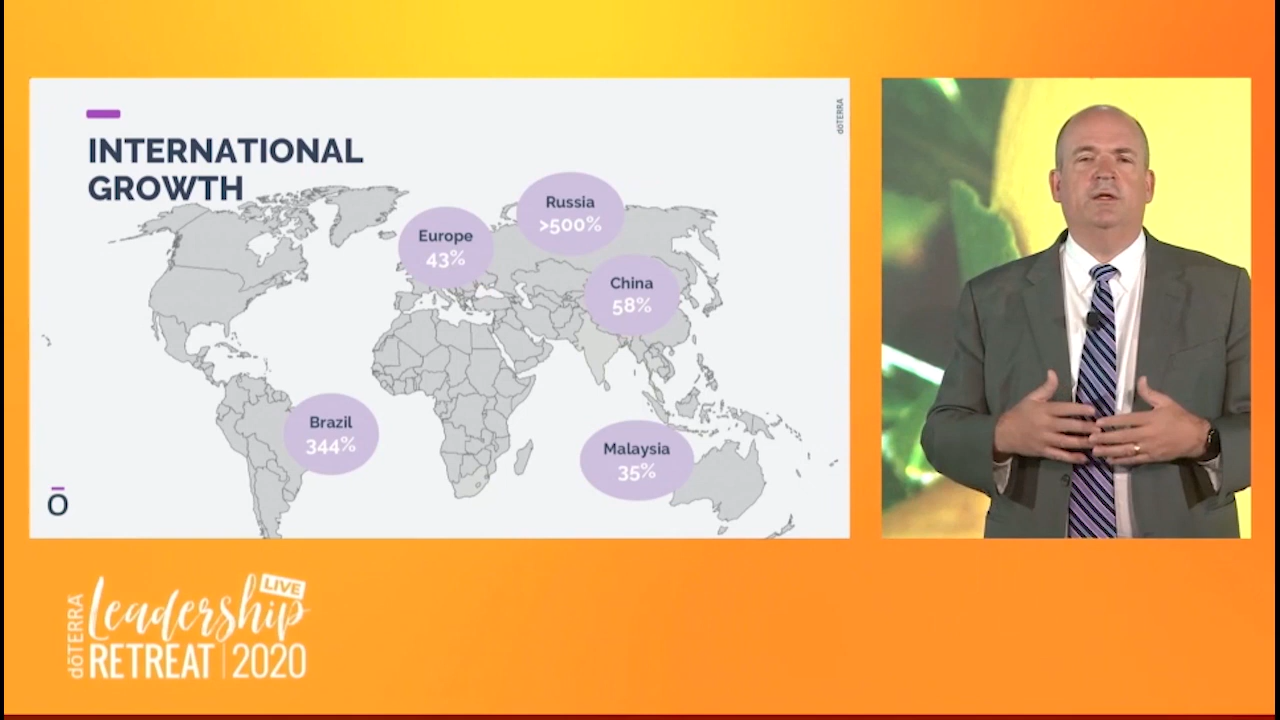 dōTERRA
INTERNATIONAL
GROWTH
Russia
>500%
Europe
43%
China
58%
Brazil
344%
Malaysia
35%
Ō
LIVE
dōTERRA
Leadership
RETREAT | 2020